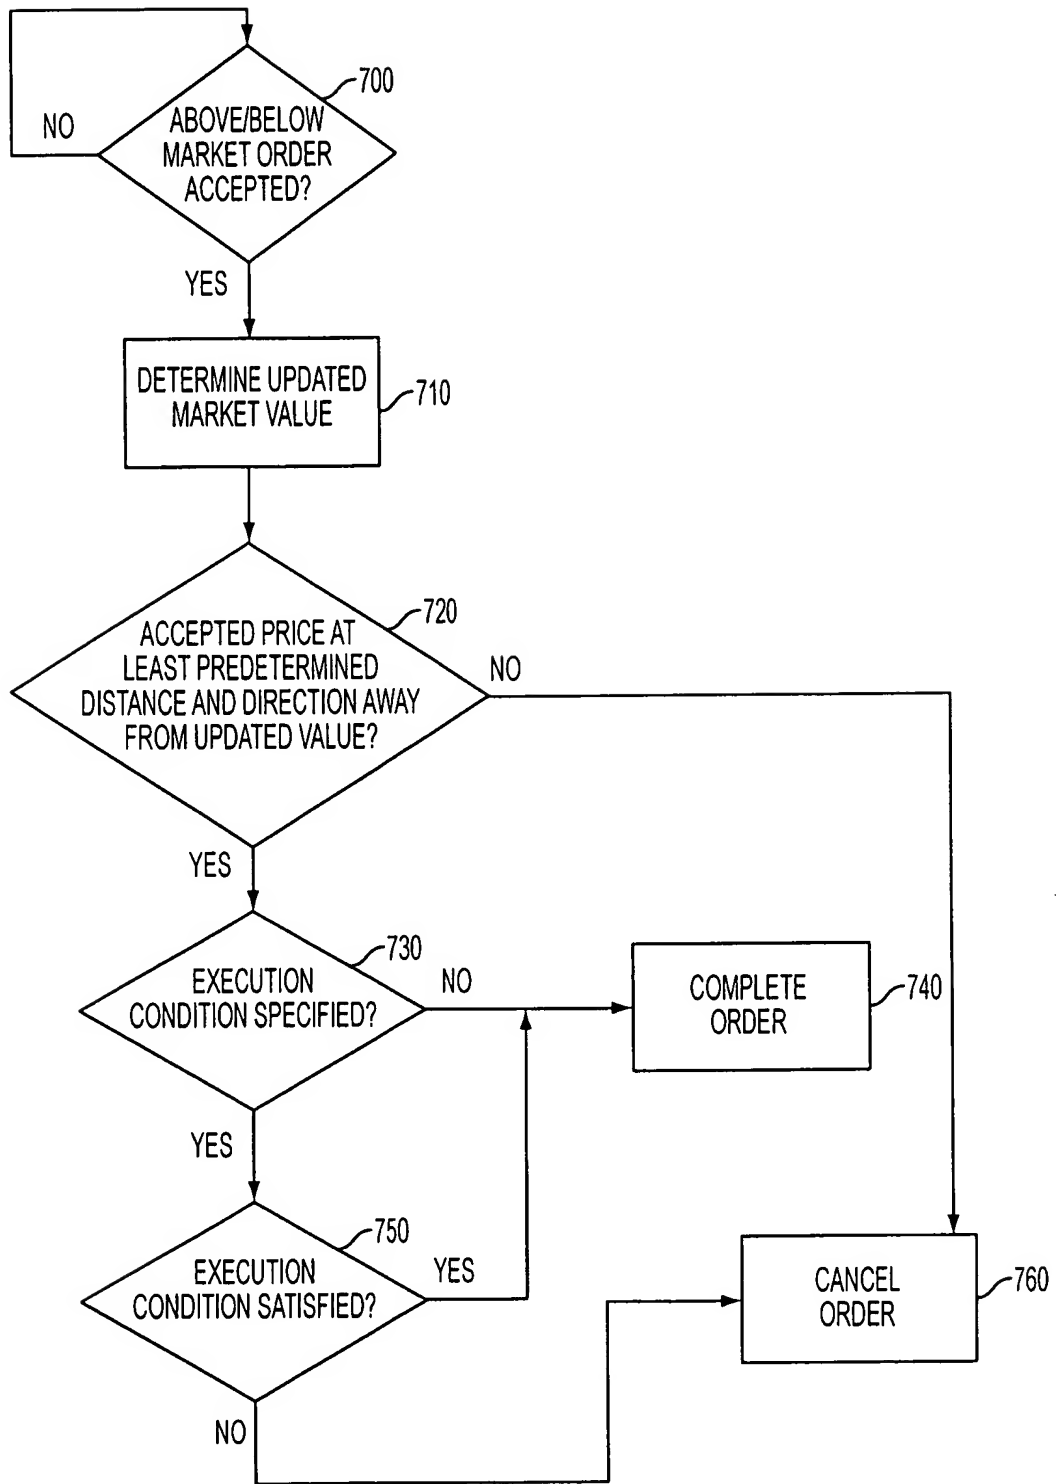 700
ABOVE/BELOW
MARKET ORDER
ACCEPTED?
NO
YES
DETERMINE UPDATED
MARKET VALUE
710
720
ACCEPTED PRICE AT
LEAST PREDETERMINED
DISTANCE AND DIRECTION AWAY
FROM UPDATED VALUE?
NO
YES
730
EXECUTION
CONDITION SPECIFIED?
NO
COMPLETE
ORDER
740
YES
750
EXECUTION
CONDITION SATISFIED?
YES
CANCEL
ORDER
760
NO